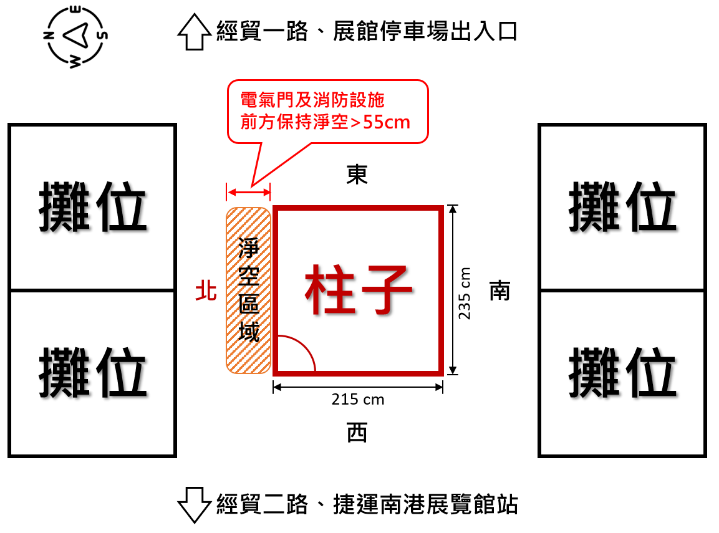 E
N
S
W
經貿一路、展館停車場出入口
電氣門及消防設施
前方保持淨空>55cm
東
攤位
攤位
淨空區域
柱子
北
南
235 cm
攤位
攤位
215 cm
西
經貿二路、捷運南港展覽館站